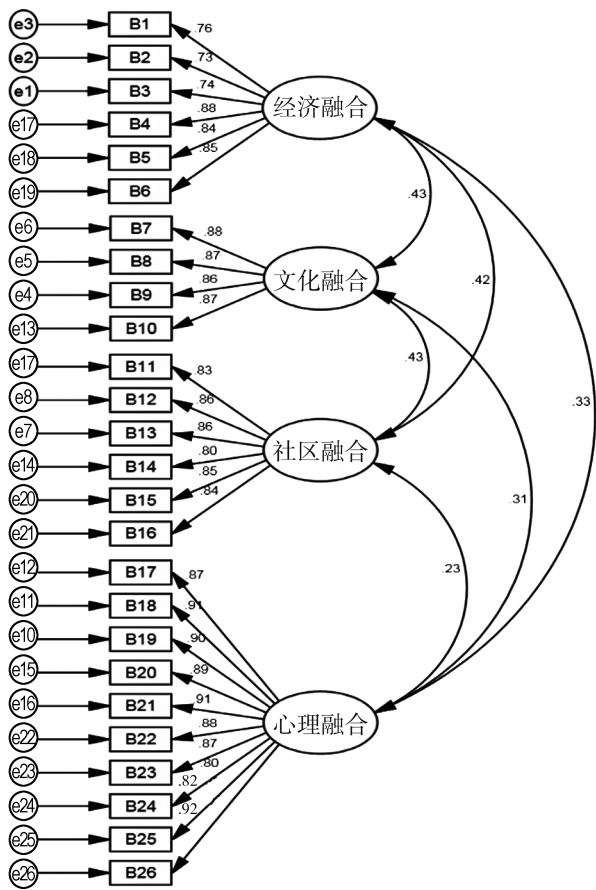 e3 B1 .76
e2 B2 .73
e1 B3 .74
经济融合
e17 B4 .88
e18 B5 .84
e19 B6 .85
.43
e6 B7 .88
e5 B8 .87
文化融合
.42
e4 B9 .86
e13 B10 .87
e17 B11 .83
.43
e8 B12 .86
.33
e7 B13 .86
社区融合
e14 B14 .80
e20 B15 .85
e21 B16 .84
.31
e12 B17 .87
.23
e11 B18 .91
e10 B19 .90
e15 B20 .89
e16 B21 .91
心理融合
e22 B22 .88
e23 B23 .87
.80
e24 B24 .82
e25 B25 .92
e26 B26